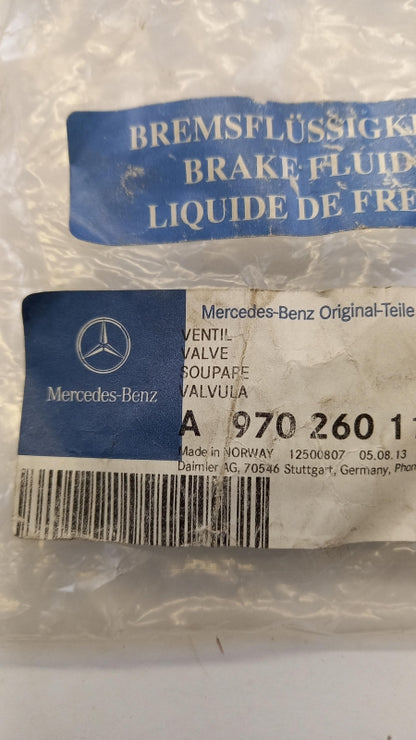 BREMSFLÜSSIGKE
BRAKE FLUID
LIQUIDE DE FRE
Mercedes-Benz Original-Teile
VENTIL
VALVE
SOUPAPE
VALVULA
Mercedes-Benz
A 970 260 11
Made in NORWAY 12500807 05.08.13
Daimler AG, 70546 Stuttgart, Germany, Phon